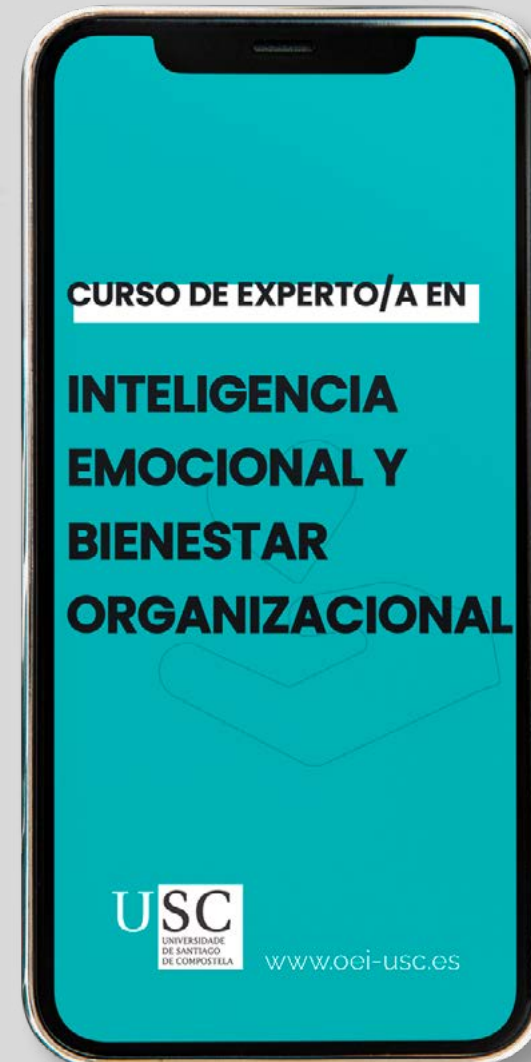 CURSO DE EXPERTO/A EN
INTELIGENCIA
EMOCIONAL Y
BIENESTAR
ORGANIZACIONAL
USC
UNIVERSIDADE
DE SANTIAGO
DE COMPOSTELA
www.oei-usc.es